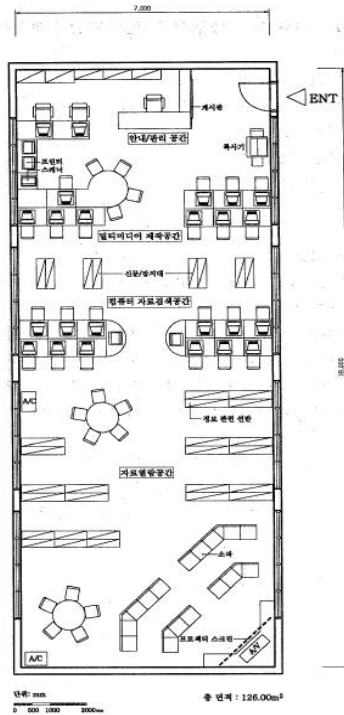 7,000
게시판
ENT
안내/관리 공간
복사기
프린터
스캐너
멀티미디어 제작공간
신문/잡지대
컴퓨터 자료검색공간
18,000
A/C
정보 관련 선반
자료열람공간
소파
프로젝터 스크린
A/V
A/C
단위: mm
0 500 1000 2000mm
총 면적 : 126.00m²